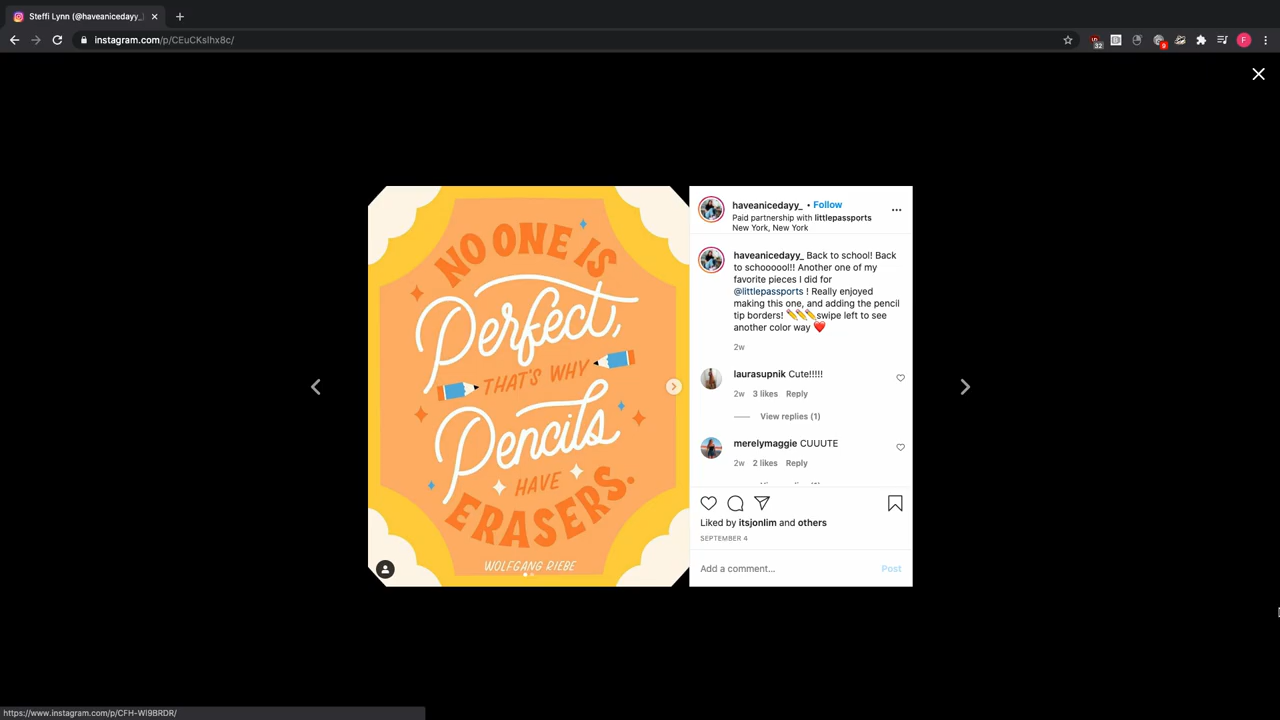 Steffi Lynn (@haveanicedayy_)
instagram.com/p/CEuCKsIhx8c/
32
9
F
NO ONE IS
Perfect,
THAT'S WHY
Pencils
HAVE
ERASERS.
WOLFGANG RIEBE
haveanicedayy_ • Follow
Paid partnership with littlepassports
New York, New York
haveanicedayy_ Back to school! Back
to schoooool!! Another one of my
favorite pieces I did for
@littlepassports ! Really enjoyed
making this one, and adding the pencil
tip borders! ✏️✏️✏️swipe left to see
another color way ❤️
2w
laurasupnik Cute!!!!!
2w 3 likes Reply
View replies (1)
merelymaggie CUUUTE
2w 2 likes Reply
Liked by itsjonlim and others
SEPTEMBER 4
Add a comment... Post
https://www.instagram.com/p/CFH-WI9BRDR/